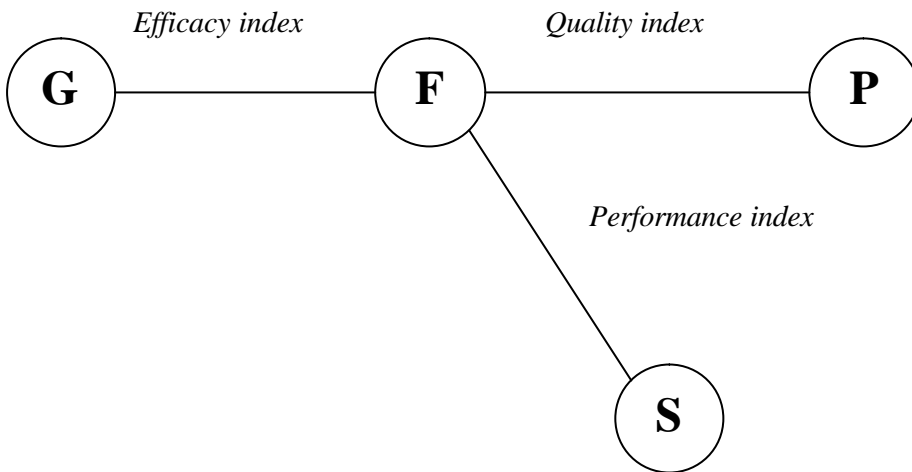 Efficacy index
Quality index
G
F
P
Performance index
S